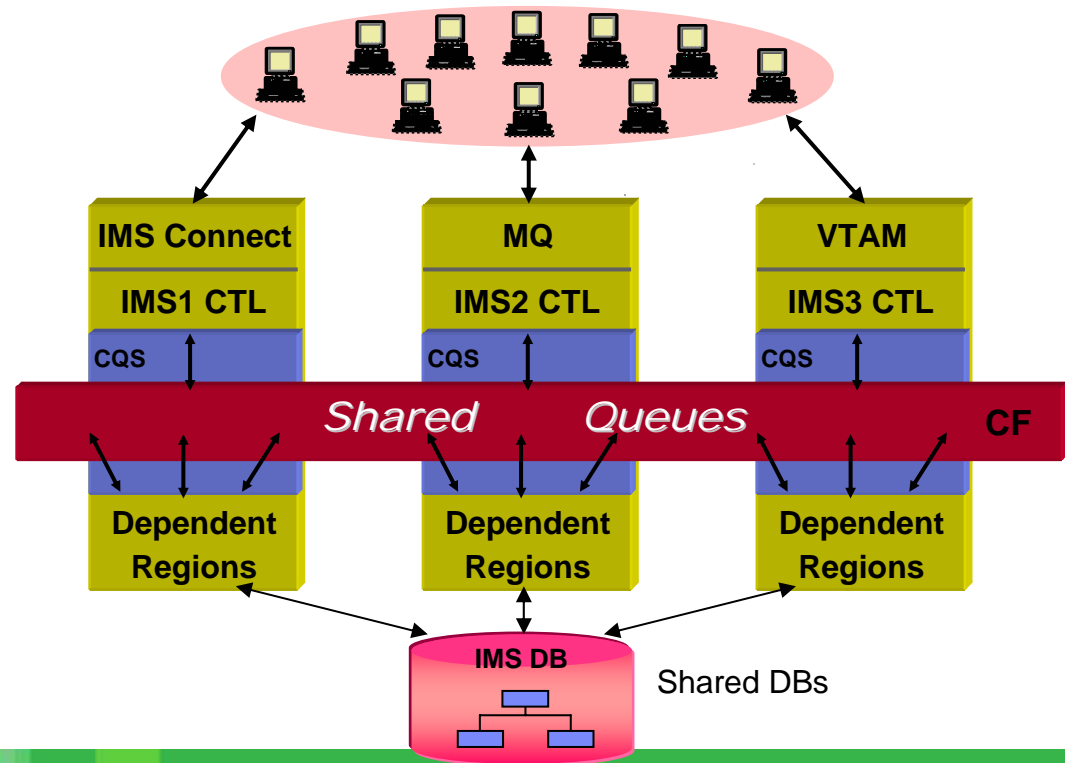 IMS Connect
MQ
VTAM
IMS1 CTL
IMS2 CTL
IMS3 CTL
CQS
CQS
CQS
Shared Queues
CF
Dependent
Regions
Dependent
Regions
Dependent
Regions
IMS DB
Shared DBs